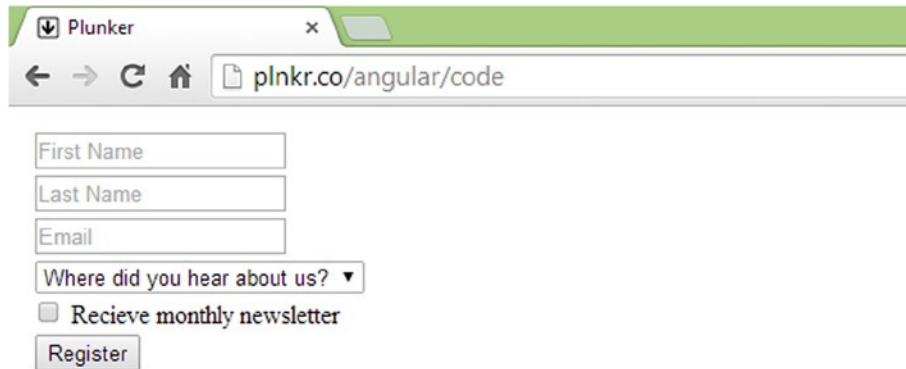 Plunker
plnkr.co/angular/code
First Name
Last Name
Email
Where did you hear about us?
Recieve monthly newsletter
Register